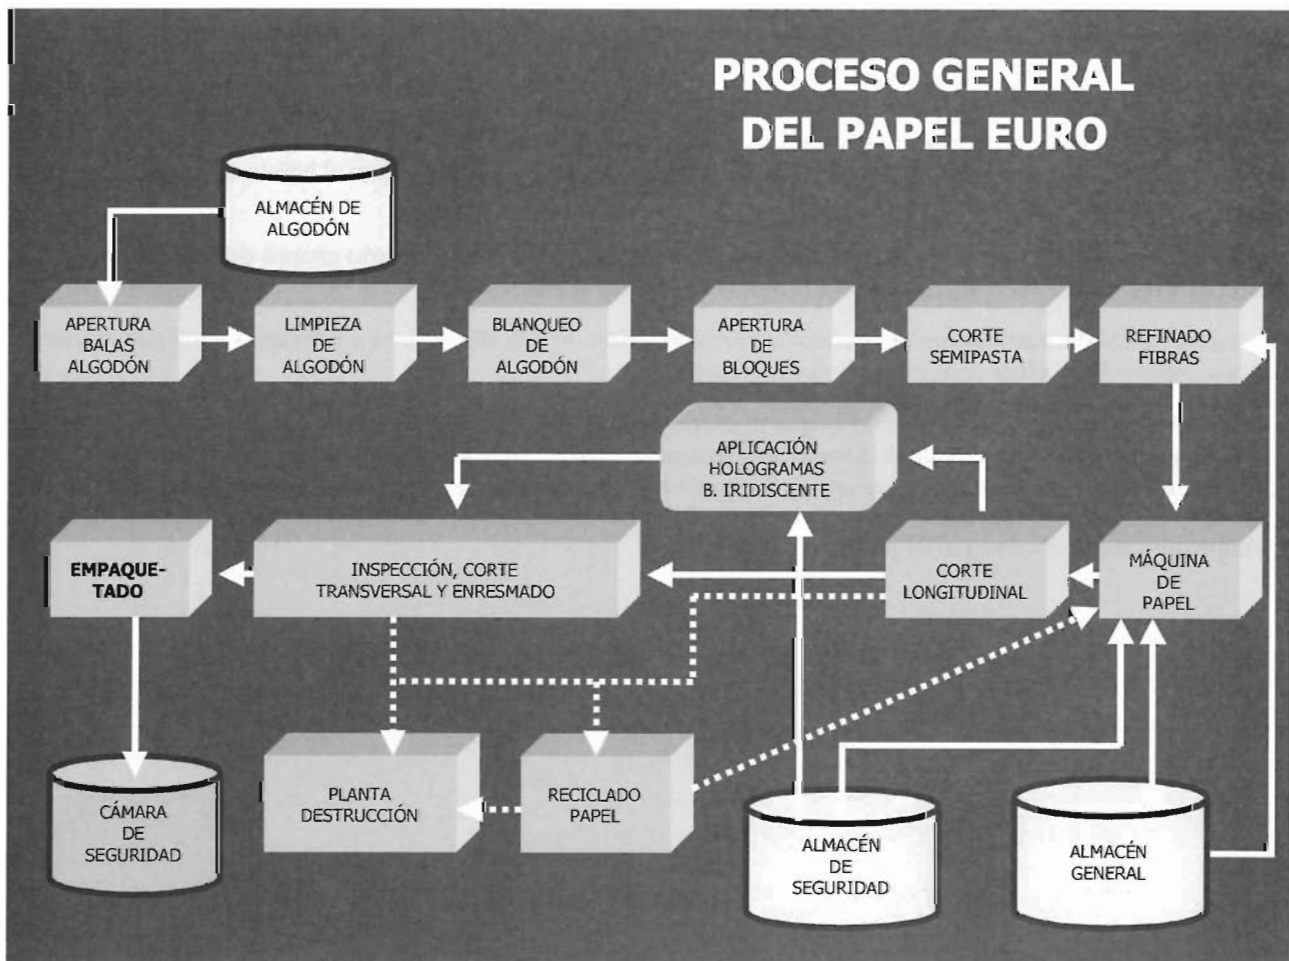 PROCESO GENERAL
DEL PAPEL EURO
ALMACÉN DE
ALGODÓN
APERTURA
BALAS
ALGODÓN
LIMPIEZA
DE
ALGODÓN
BLANQUEO
DE
ALGODÓN
APERTURA
DE
BLOQUES
CORTE
SEMIPASTA
REFINADO
FIBRAS
APLICACIÓN
HOLOGRAMAS
B. IRIDISCENTE
EMPAQUE-
TADO
INSPECCIÓN, CORTE
TRANSVERSAL Y ENRESMADO
CORTE
LONGITUDINAL
MÁQUINA
DE
PAPEL
CÁMARA
DE
SEGURIDAD
PLANTA
DESTRUCCIÓN
RECICLADO
PAPEL
ALMACÉN
DE
SEGURIDAD
ALMACÉN
GENERAL